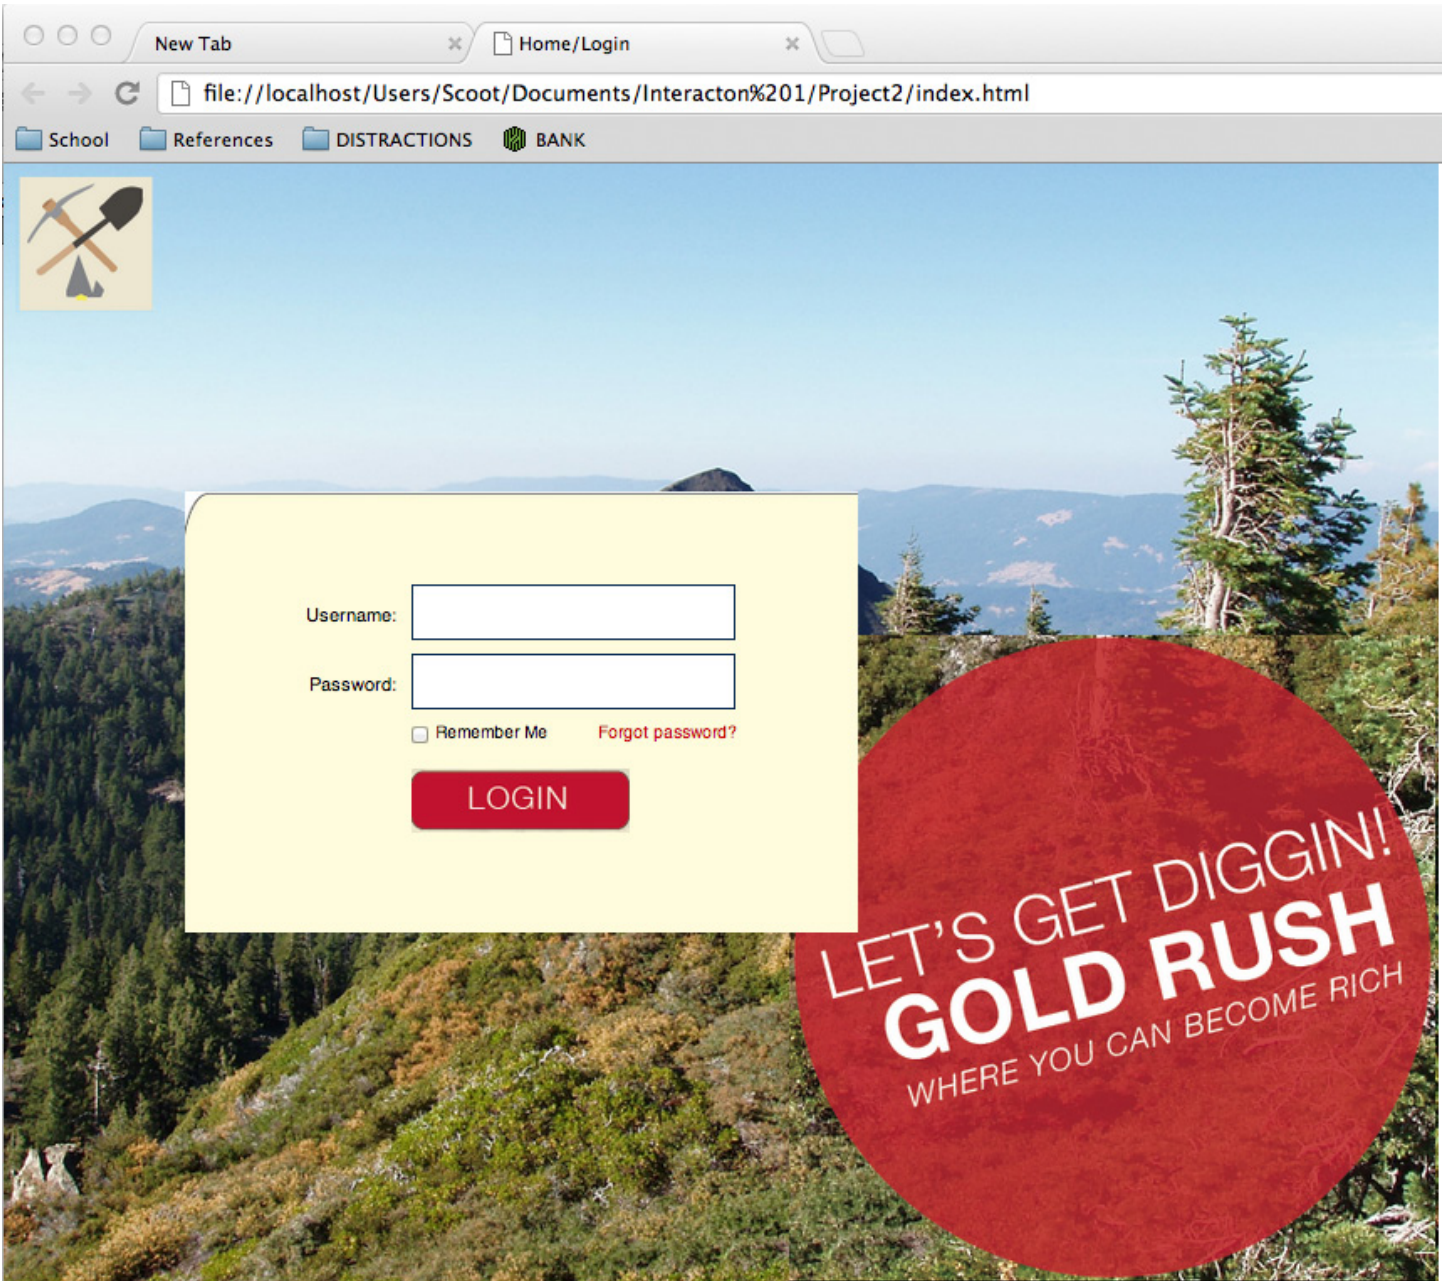 New Tab
Home/Login
file://localhost/Users/Scoot/Documents/Interacton%201/Project2/index.html
School
References
DISTRACTIONS
BANK
Username:
Password:
Remember Me
Forgot password?
LOGIN
LET'S GET DIGGIN!
GOLD RUSH
WHERE YOU CAN BECOME RICH